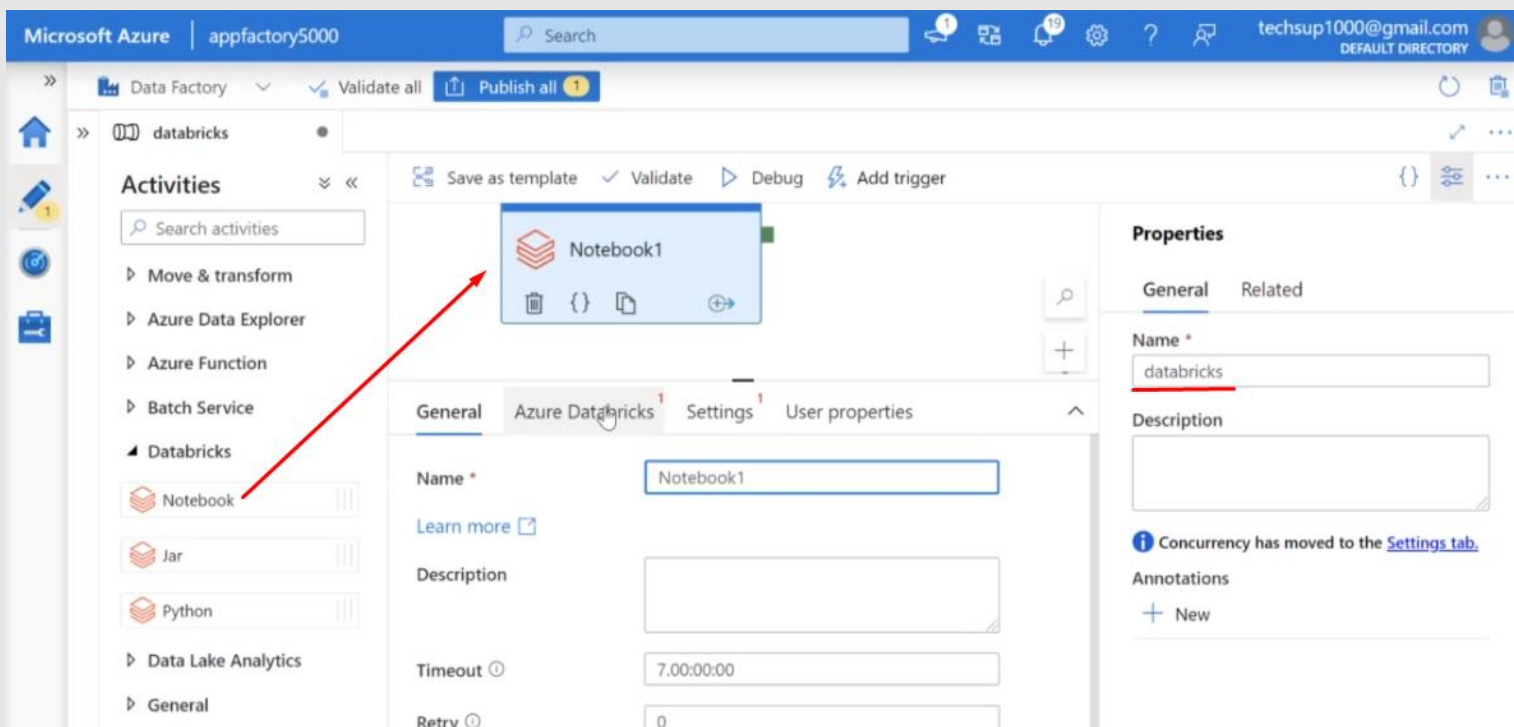 Microsoft Azure | appfactory5000
Search
1
19
techsup1000@gmail.com
DEFAULT DIRECTORY
Data Factory
Validate all
Publish all 1
databricks
1
Activities
Search activities
Move & transform
Azure Data Explorer
Azure Function
Batch Service
Databricks
Notebook
Jar
Python
Data Lake Analytics
General
Save as template
Validate
Debug
Add trigger
{}
Notebook1
{}
General
Azure Databricks 1
Settings 1
User properties
Name *
Notebook1
Learn more
Description
Timeout
7.00:00:00
Retry
0
Properties
General
Related
Name *
databricks
Description
Concurrency has moved to the Settings tab.
Annotations
New